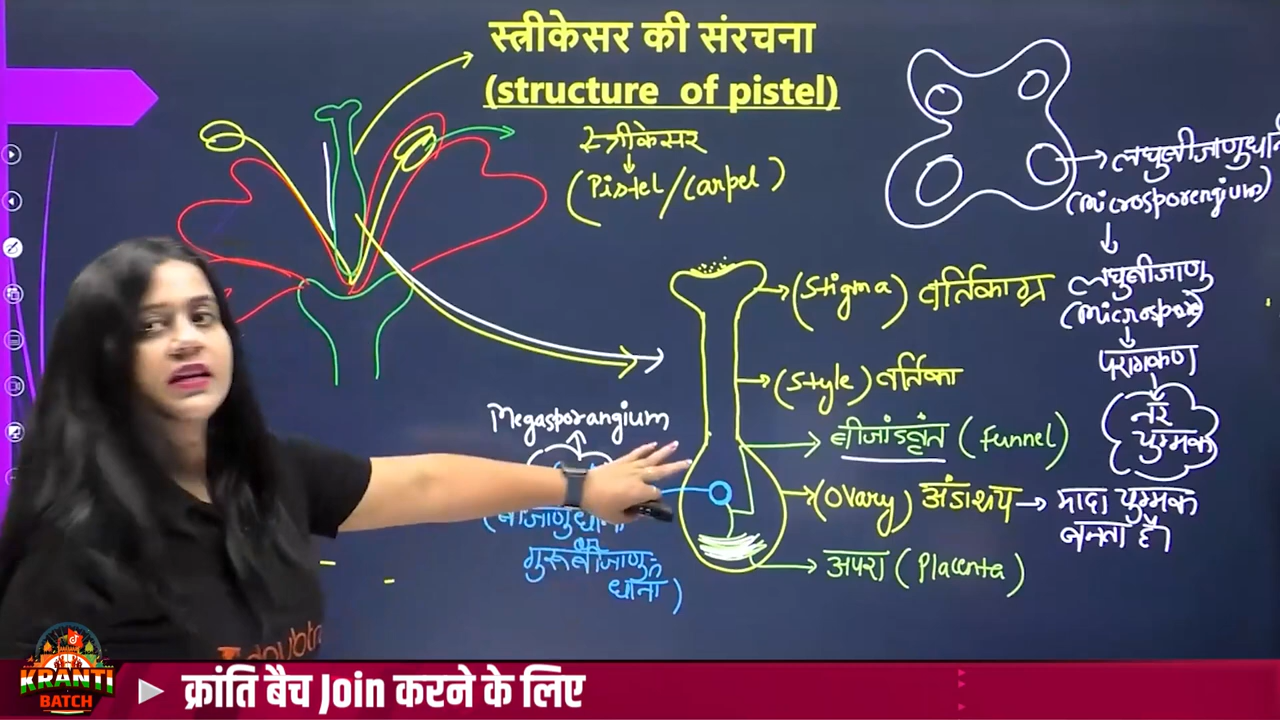 स्त्रीकेसर की संरचना
(structure of pistel)
स्त्रीकेसर
(Pistel/Carpel)
लघुबीजाणुधानी
(Microsporengium)
लघुबीजाणु
(Microspore)
परागकण
नर
युग्मक
(Stigma) वर्तिकाग्र
(Style) वर्तिका
बीजांडवृंत (funnel)
(Ovary) अंडाशय → मादा युग्मक
बनता है।
अपरा (Placenta)
Megasporangium
गुरुबीजाणु
धानी)
KRANTI
BATCH
क्रांति बैच Join करने के लिए